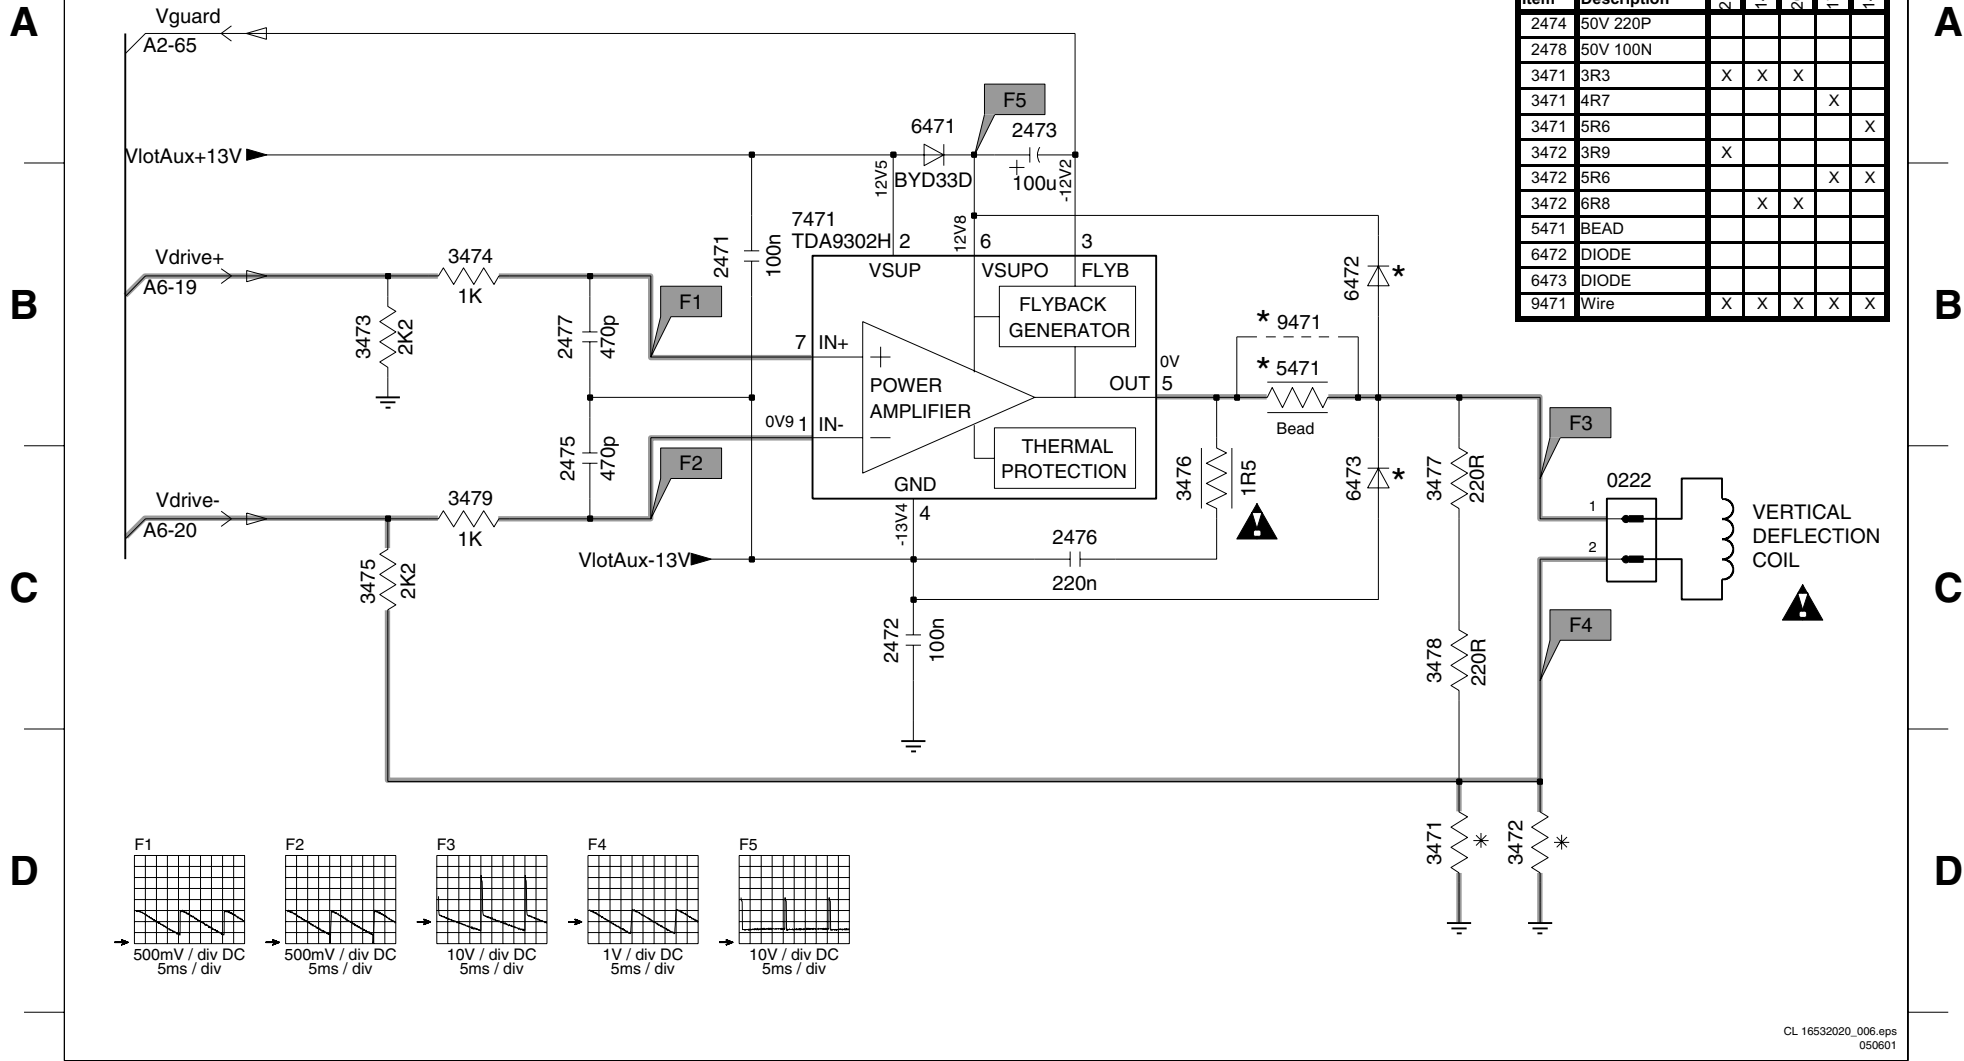 A
A
Vguard
A2-65
Item Description
2474 50V 220P
2478 50V 100N
3471 3R3 X X X
3471 4R7 X
3471 5R6 X
3472 3R9 X
3472 5R6 X X
3472 6R8 X X
5471 BEAD
6472 DIODE
6473 DIODE
9471 Wire X X X X X
F5
6471
2473
VlotAux+13V
12V5
BYD33D
+
100u
-12V2
7471
TDA9302H
2
12V8
6
3
2471
100n
Vdrive+
A6-19
3474
1K
VSUP
VSUPO
FLYB
6472
*
B
B
F1
FLYBACK
GENERATOR
3473
2K2
2477
470p
* 9471
7
IN+
+
POWER
AMPLIFIER
0V
OUT
5
* 5471
Bead
0V9
1
IN-
−
F3
THERMAL
PROTECTION
2475
470p
F2
3476
1R5
6473
*
3477
220R
0222
GND
1
Vdrive-
A6-20
3479
1K
-13V4
4
VERTICAL
DEFLECTION
COIL
2
2476
220n
VlotAux-13V
C
C
3475
2K2
2472
100n
3478
220R
F4
3471
*
3472
*
D
D
F1
F2
F3
F4
F5
500mV / div DC
5ms / div
500mV / div DC
5ms / div
10V / div DC
5ms / div
1V / div DC
5ms / div
10V / div DC
5ms / div
CL 16532020_006.eps
050601